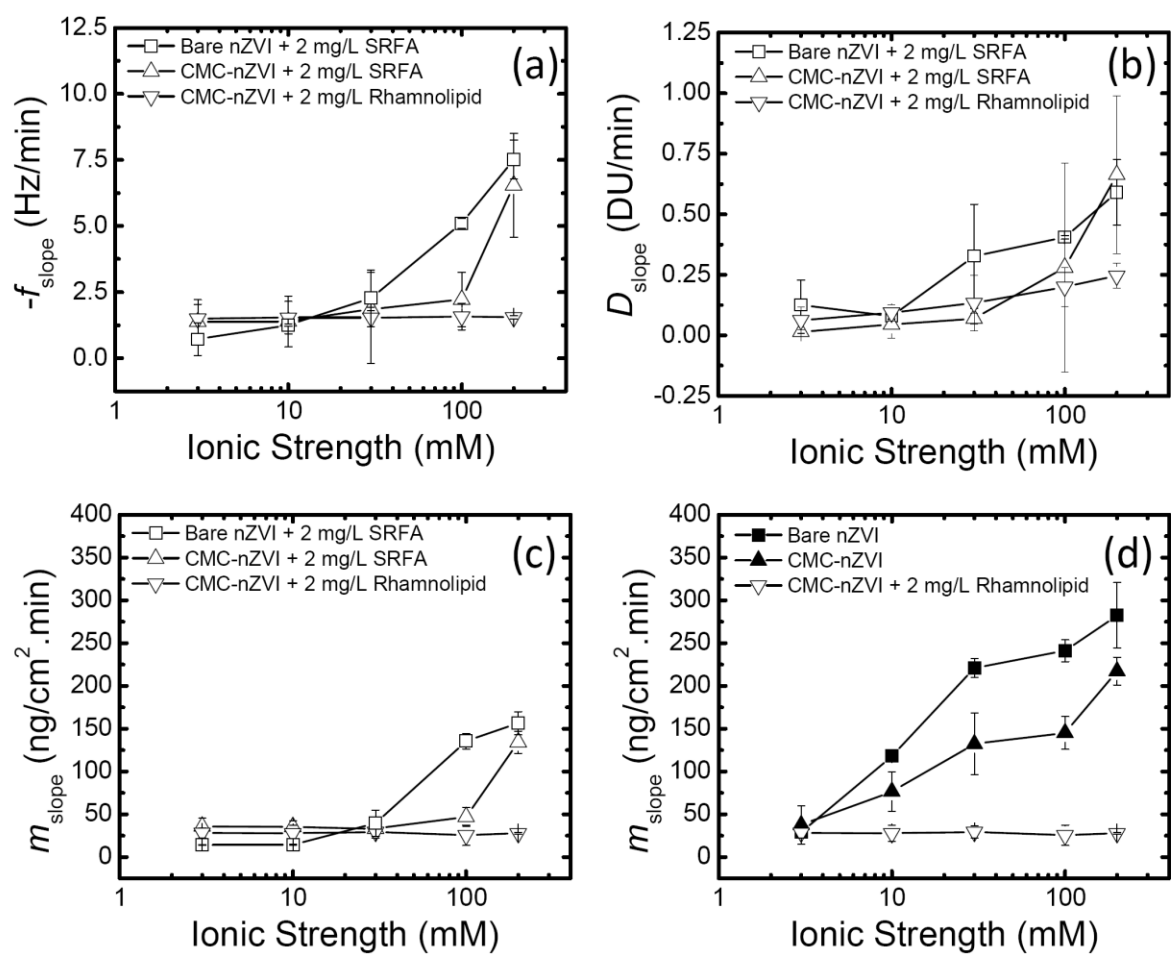 12.5
10.0
7.5
5.0
2.5
0.0
-f slope (Hz/min)
Bare nZVI + 2 mg/L SRFA
CMC-nZVI + 2 mg/L SRFA
CMC-nZVI + 2 mg/L Rhamnolipid
(a)
1 10 100
Ionic Strength (mM)
1.25
1.00
0.75
0.50
0.25
0.00
-0.25
D slope (DU/min)
Bare nZVI + 2 mg/L SRFA
CMC-nZVI + 2 mg/L SRFA
CMC-nZVI + 2 mg/L Rhamnolipid
(b)
1 10 100
Ionic Strength (mM)
400
350
300
250
200
150
100
50
0
m slope (ng/cm².min)
Bare nZVI + 2 mg/L SRFA
CMC-nZVI + 2 mg/L SRFA
CMC-nZVI + 2 mg/L Rhamnolipid
(c)
1 10 100
Ionic Strength (mM)
400
350
300
250
200
150
100
50
0
m slope (ng/cm².min)
Bare nZVI
CMC-nZVI
CMC-nZVI + 2 mg/L Rhamnolipid
(d)
1 10 100
Ionic Strength (mM)